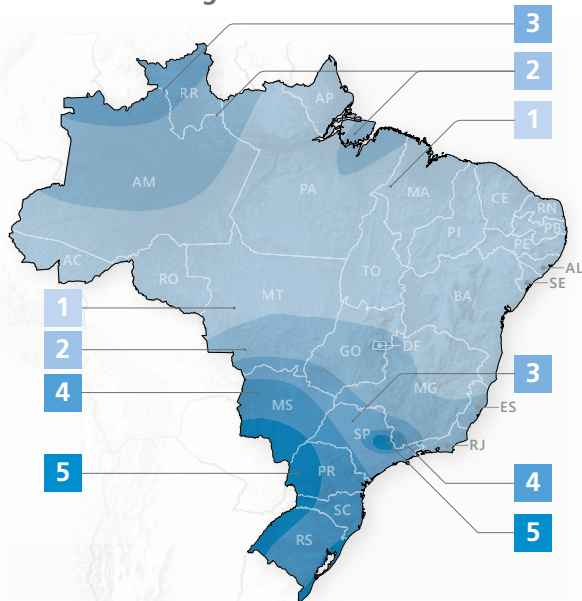 3
2
1
RR
AP
AM
PA
MA
CE
RN
PB
PI
PE
AL
SE
AC
RO
TO
BA
MT
1
2
GO
DF
MG
3
4
MS
ES
SP
RJ
5
PR
4
SC
5
RS